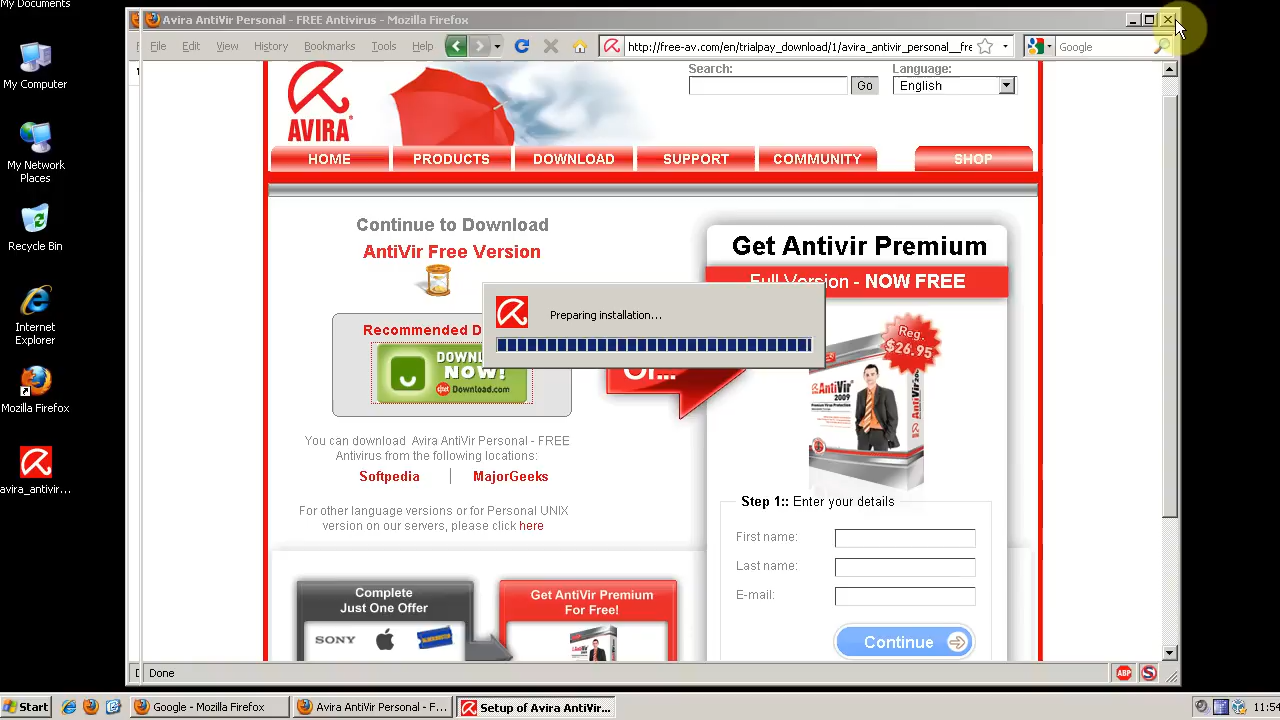 My Documents
My Computer
My Network
Places
Recycle Bin
Internet
Explorer
Mozilla Firefox
avira_antivir...
Avira AntiVir Personal - FREE Antivirus - Mozilla Firefox
File Edit View History Bookmarks Tools Help
http://free-av.com/en/trialpay_download/1/avira_antivir_personal__fre
Google
Search:
Language:
Go
English
AVIRA
HOME PRODUCTS DOWNLOAD SUPPORT COMMUNITY SHOP
Continue to Download
AntiVir Free Version
Recommended D
DOWNL
NOW!
Download.com
You can download Avira AntiVir Personal - FREE
Antivirus from the following locations:
Softpedia | MajorGeeks
For other language versions or for Personal UNIX
version on our servers, please click here
Complete
Just One Offer
SONY
BLOCKBUSTER
Get AntiVir Premium
For Free!
Preparing installation...
Or...
Get Antivir Premium
Full Version - NOW FREE
Reg.
$26.95
AntiVir
2009
Step 1:: Enter your details
First name:
Last name:
E-mail:
Continue
Done
ABP
S
Start
Google - Mozilla Firefox
Avira AntiVir Personal - F...
Setup of Avira AntiVir...
11:54